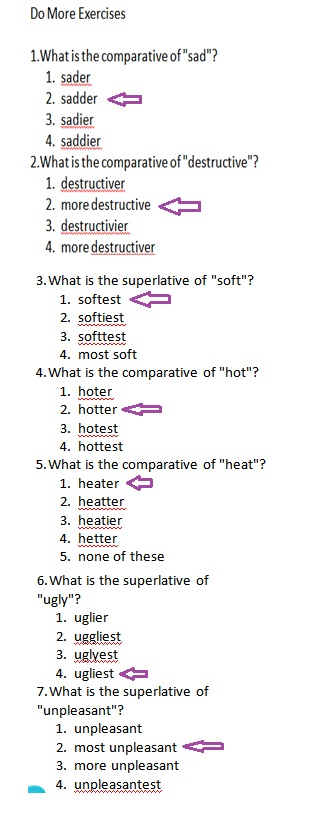 Do More Exercises
1.What is the comparative of "sad"?
1. sader
2. sadder
3. sadier
4. saddier
2.What is the comparative of "destructive"?
1. destructiver
2. more destructive
3. destructivier
4. more destructiver
3. What is the superlative of "soft"?
1. softest
2. softiest
3. softtest
4. most soft
4. What is the comparative of "hot"?
1. hoter
2. hotter
3. hotest
4. hottest
5. What is the comparative of "heat"?
1. heater
2. heatter
3. heatier
4. hetter
5. none of these
6. What is the superlative of
"ugly"?
1. uglier
2. uggliest
3. uglyest
4. ugliest
7. What is the superlative of
"unpleasant"?
1. unpleasant
2. most unpleasant
3. more unpleasant
4. unpleasantest